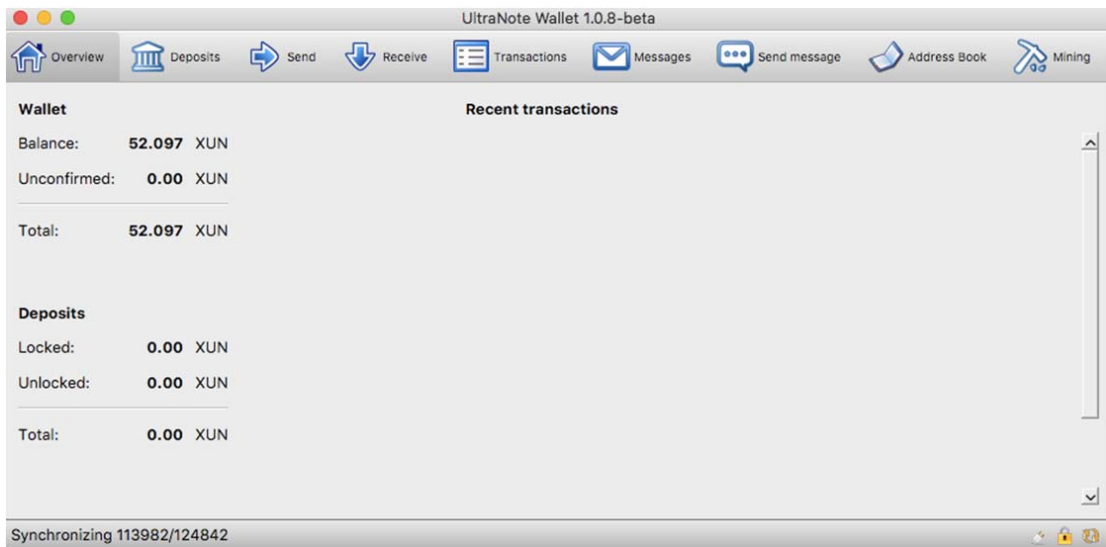 UltraNote Wallet 1.0.8-beta
Overview Deposits Send Receive Transactions Messages Send message Address Book Mining
Wallet Recent transactions
Balance: 52.097 XUN
Unconfirmed: 0.00 XUN
Total: 52.097 XUN
Deposits
Locked: 0.00 XUN
Unlocked: 0.00 XUN
Total: 0.00 XUN
Synchronizing 113982/124842